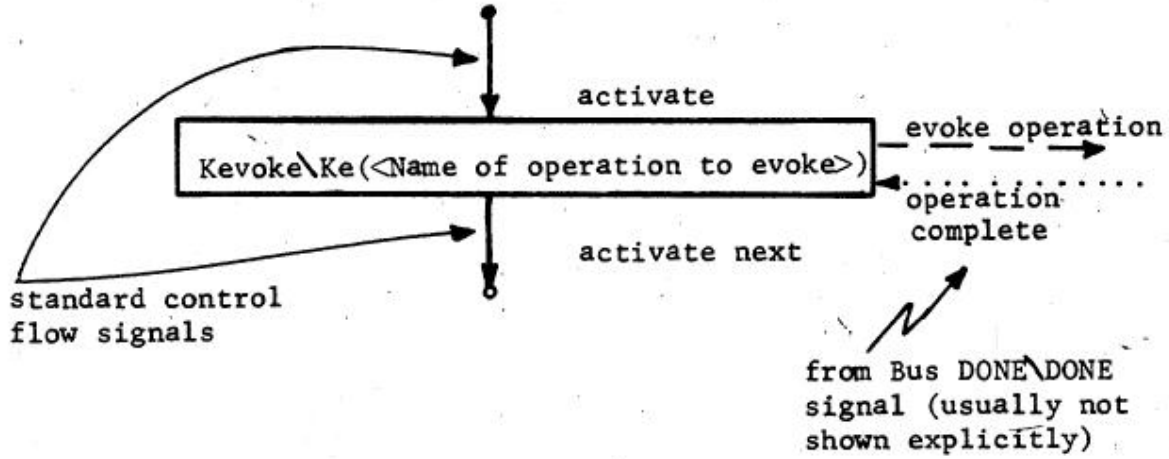 activate
evoke operation
Kevoke\Ke(<Name of operation to evoke>)
operation
complete
activate next
standard control
flow signals
from Bus DONE\DONE
signal (usually not
shown explicitly)